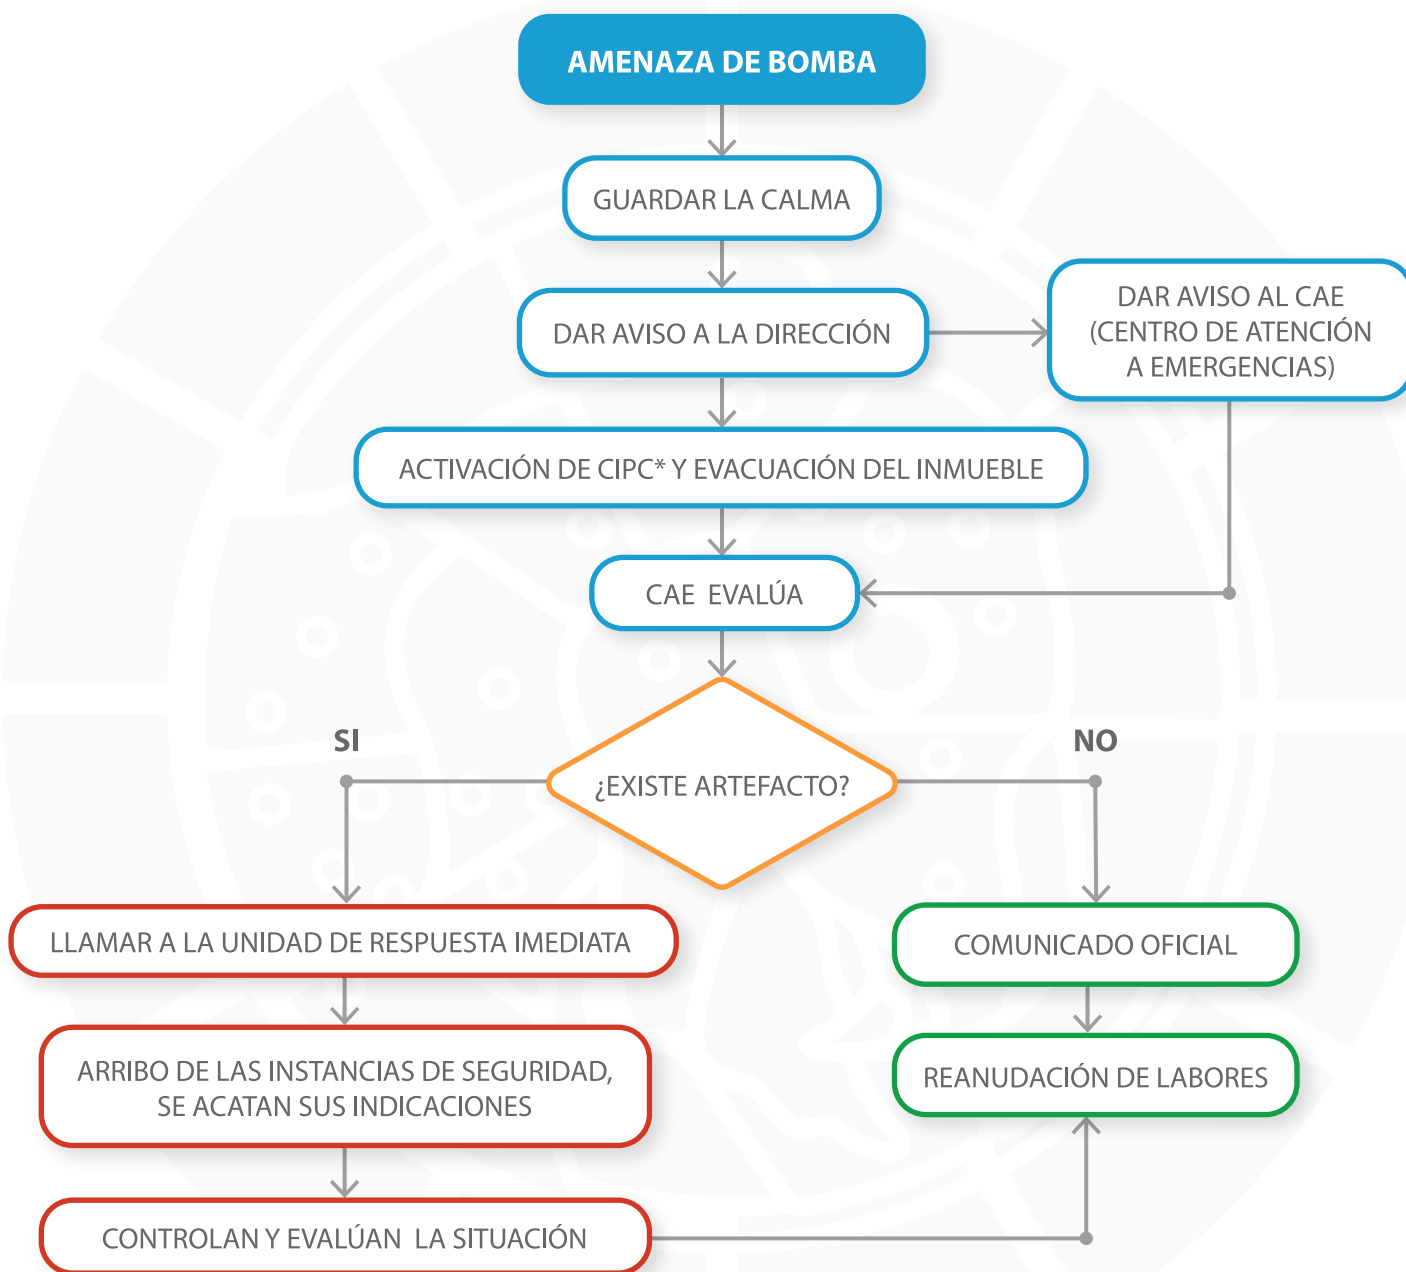 AMENAZA DE BOMBA
GUARDAR LA CALMA
DAR AVISO A LA DIRECCIÓN
DAR AVISO AL CAE
(CENTRO DE ATENCIÓN
A EMERGENCIAS)
ACTIVACIÓN DE CIPC* Y EVACUACIÓN DEL INMUEBLE
CAE EVALÚA
¿EXISTE ARTEFACTO?
SI
NO
LLAMAR A LA UNIDAD DE RESPUESTA IMEDIATA
ARRIBO DE LAS INSTANCIAS DE SEGURIDAD,
SE ACATAN SUS INDICACIONES
CONTROLAN Y EVALÚAN LA SITUACIÓN
COMUNICADO OFICIAL
REANUDACIÓN DE LABORES